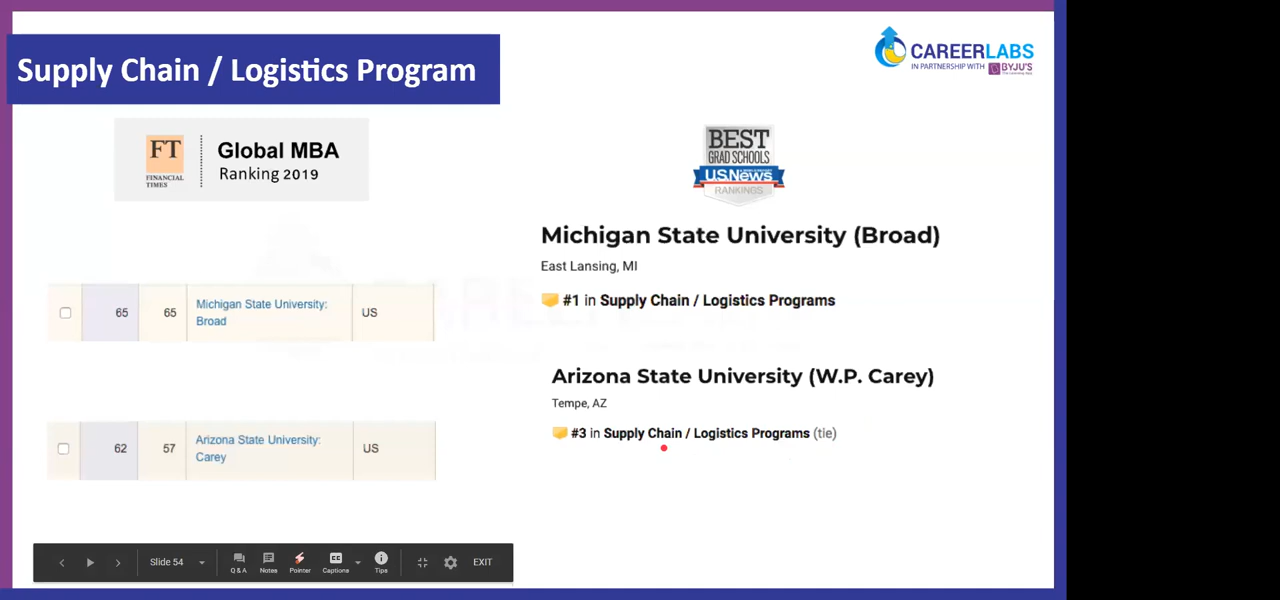 Supply Chain / Logistics Program
CAREERLABS
IN PARTNERSHIP WITH BYJU'S
The Learning App
FT
FINANCIAL
TIMES
Global MBA
Ranking 2019
BEST
GRAD SCHOOLS
U.S.News
RANKINGS
Michigan State University (Broad)
East Lansing, MI
#1 in Supply Chain / Logistics Programs
65 65 Michigan State University: US
Broad
Arizona State University (W.P. Carey)
Tempe, AZ
#3 in Supply Chain / Logistics Programs (tie)
62 57 Arizona State University: US
Carey
Slide 54
Q & A
Notes
Pointer
Captions
Tips
EXIT